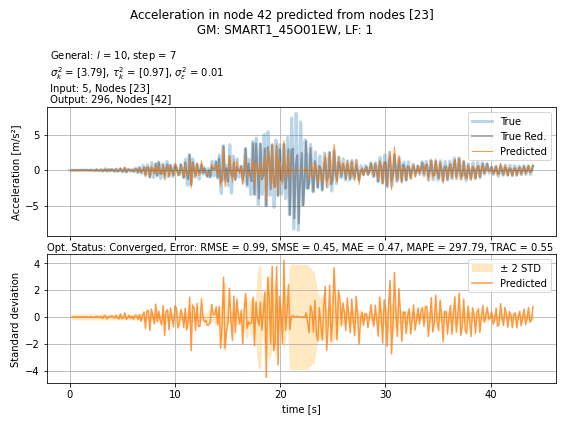 Acceleration in node 42 predicted from nodes [23]
GM: SMART1_45O01EW, LF: 1
General: l = 10, step = 7
σ²ₖ = [3.79], τ²ₖ = [0.97], σ²ε = 0.01
Input: 5, Nodes [23]
Output: 296, Nodes [42]
Acceleration [m/s²]
5
0
−5
True
True Red.
Predicted
Opt. Status: Converged, Error: RMSE = 0.99, SMSE = 0.45, MAE = 0.47, MAPE = 297.79, TRAC = 0.55
Standard deviation
4
2
0
−2
−4
± 2 STD
Predicted
0 10 20 30 40
time [s]